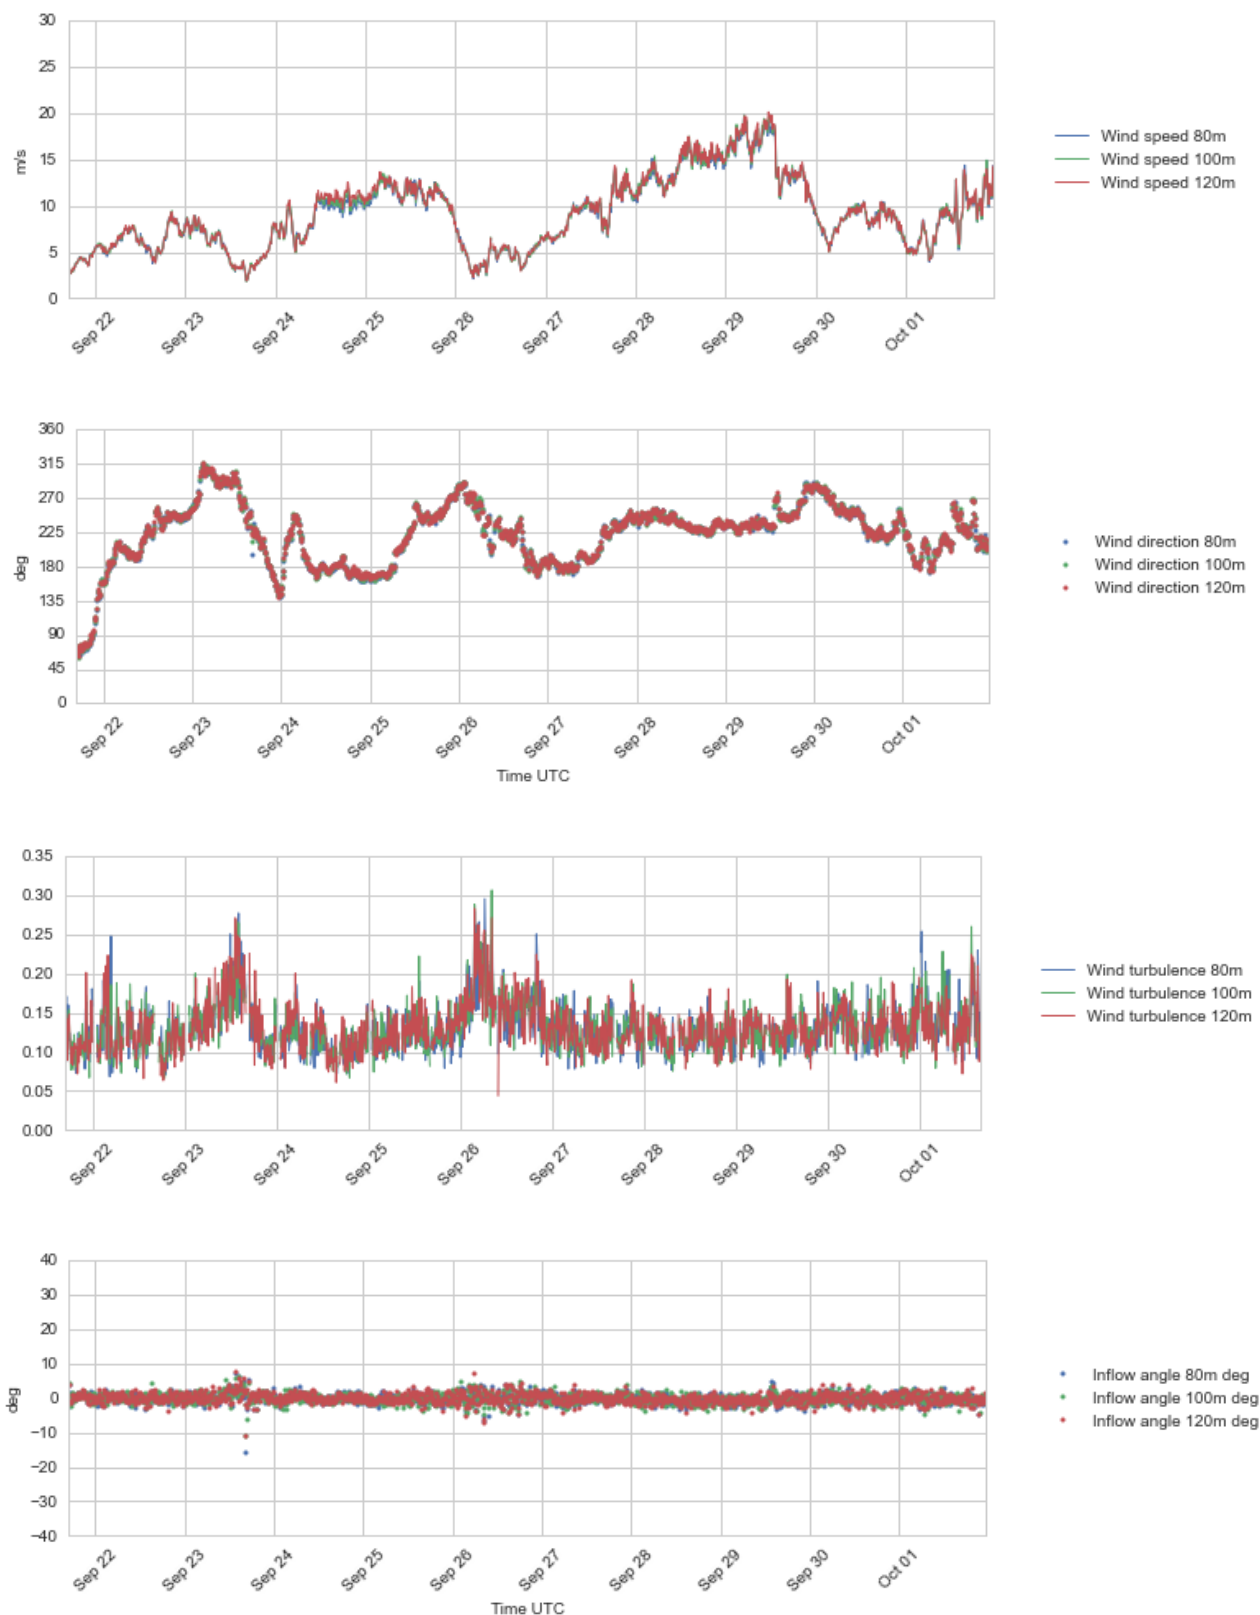 30
25
20
15
10
5
0
m/s
Sep 22
Sep 23
Sep 24
Sep 25
Sep 26
Sep 27
Sep 28
Sep 29
Sep 30
Oct 01
Wind speed 80m
Wind speed 100m
Wind speed 120m
360
315
270
225
180
135
90
45
0
deg
Sep 22
Sep 23
Sep 24
Sep 25
Sep 26
Sep 27
Sep 28
Sep 29
Sep 30
Oct 01
Time UTC
Wind direction 80m
Wind direction 100m
Wind direction 120m
0.35
0.30
0.25
0.20
0.15
0.10
0.05
0.00
Sep 22
Sep 23
Sep 24
Sep 25
Sep 26
Sep 27
Sep 28
Sep 29
Sep 30
Oct 01
Wind turbulence 80m
Wind turbulence 100m
Wind turbulence 120m
40
30
20
10
0
−10
−20
−30
−40
deg
Sep 22
Sep 23
Sep 24
Sep 25
Sep 26
Sep 27
Sep 28
Sep 29
Sep 30
Oct 01
Time UTC
Inflow angle 80m deg
Inflow angle 100m deg
Inflow angle 120m deg